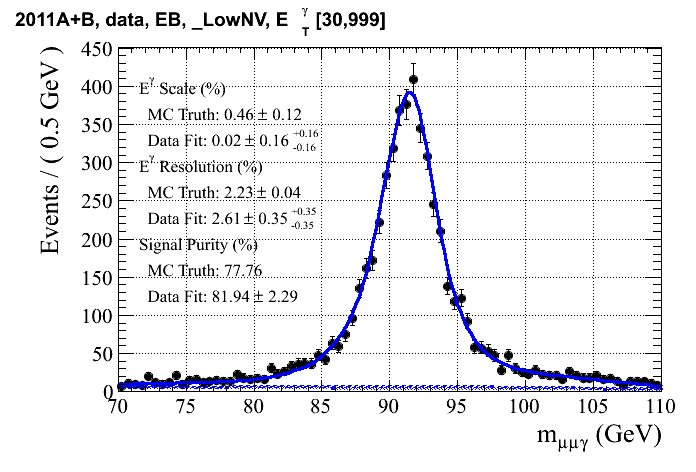 2011A+B, data, EB, _LowNV, E_T^γ [30,999]
Events / ( 0.5 GeV )
450
400
350
300
250
200
150
100
50
0
E^γ Scale (%)
MC Truth: 0.46 ± 0.12
Data Fit: 0.02 ± 0.16 +0.16 -0.16
E^γ Resolution (%)
MC Truth: 2.23 ± 0.04
Data Fit: 2.61 ± 0.35 +0.35 -0.35
Signal Purity (%)
MC Truth: 77.76
Data Fit: 81.94 ± 2.29
70 75 80 85 90 95 100 105 110
m_μμγ (GeV)